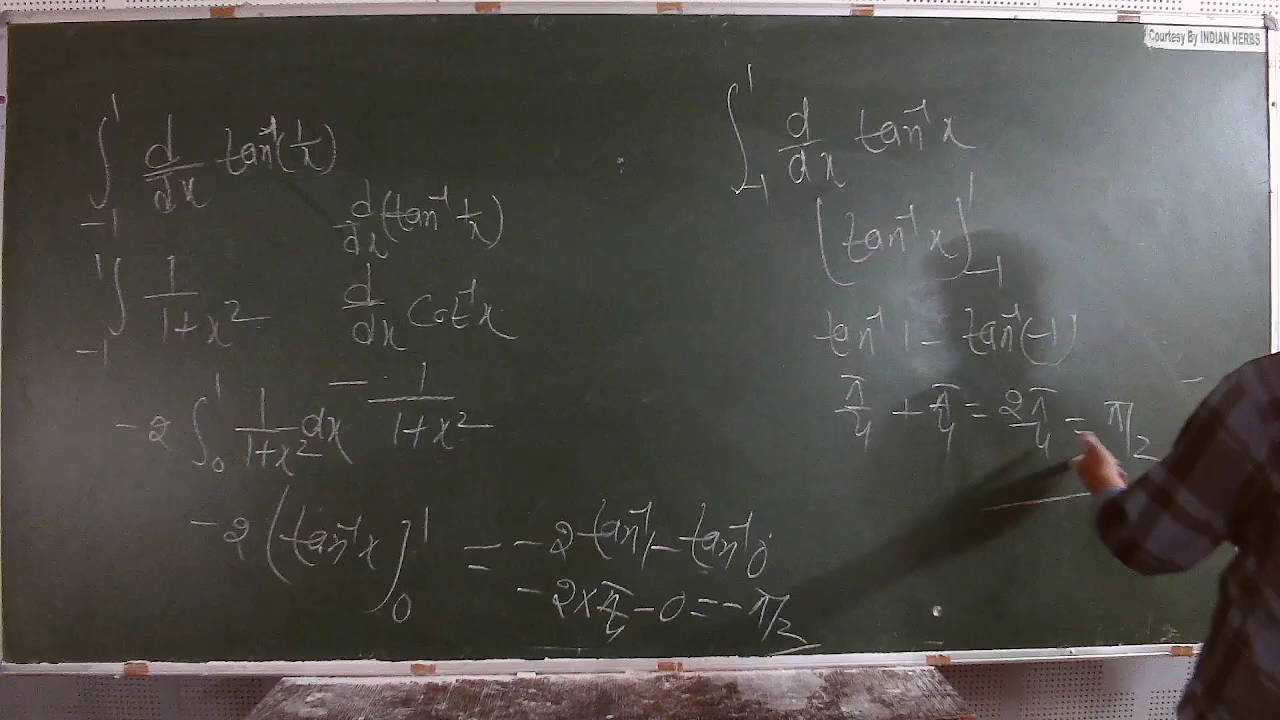 Courtesy By INDIAN HERBS
∫₋₁¹ d/dx tan⁻¹(1/x)
d/dx (tan⁻¹ 1/x)
∫₋₁¹ 1/1+x²
d/dx Cot⁻¹x
-2 ∫₀¹ 1/1+x² dx
- 1/1+x²
-2 (tan⁻¹x)₀¹ = -2 tan⁻¹1 - tan⁻¹0
-2×π/4 - 0 = -π/2
∫₋₁¹ d/dx tan⁻¹x
(tan⁻¹x)₋₁¹
tan⁻¹1 - tan⁻¹(-1)
π/4 + π/4 = 2π/4 = π/2